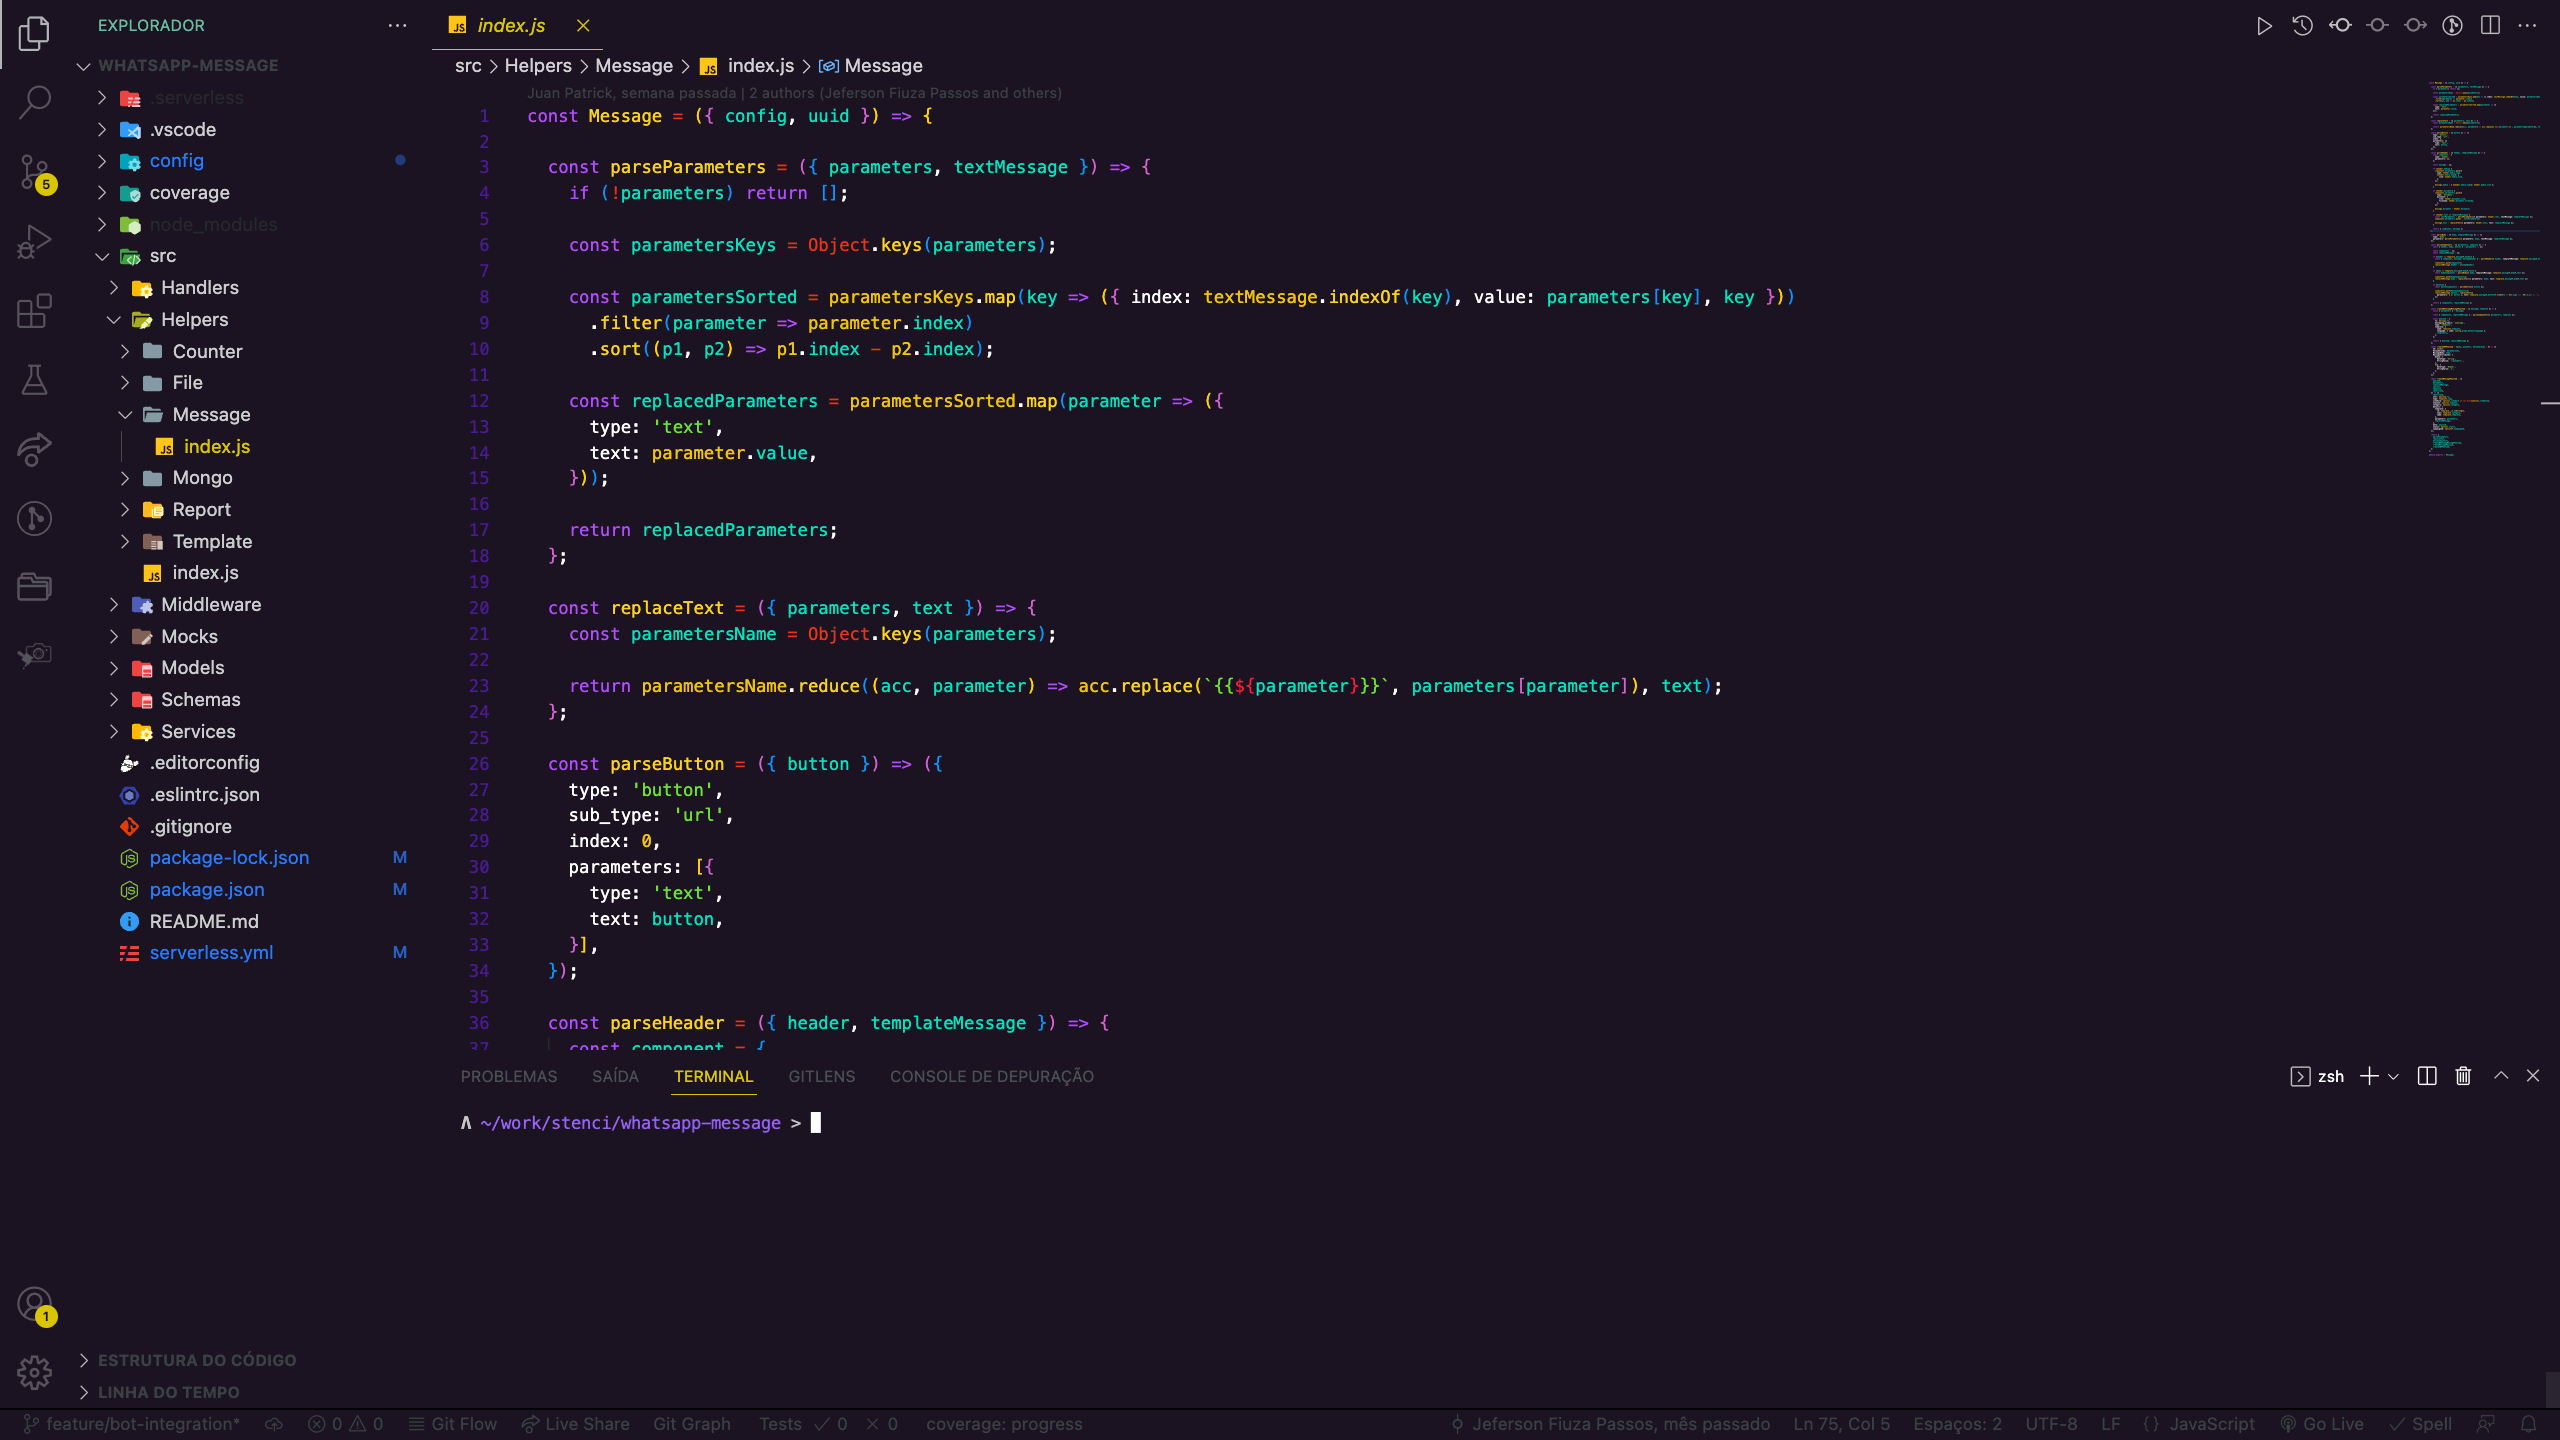 EXPLORADOR
WHATSAPP-MESSAGE
.serverless
.vscode
config
coverage
node_modules
src
Handlers
Helpers
Counter
File
Message
index.js
Mongo
Report
Template
index.js
Middleware
Mocks
Models
Schemas
Services
.editorconfig
.eslintrc.json
.gitignore
package-lock.json M
package.json M
README.md
serverless.yml M
ESTRUTURA DO CÓDIGO
LINHA DO TEMPO
5
1
index.js
src > Helpers > Message > index.js > Message
Juan Patrick, semana passada | 2 authors (Jeferson Fiuza Passos and others)
1 const Message = ({ config, uuid }) => {
2
3   const parseParameters = ({ parameters, textMessage }) => {
4     if (!parameters) return [];
5
6     const parametersKeys = Object.keys(parameters);
7
8     const parametersSorted = parametersKeys.map(key => ({ index: textMessage.indexOf(key), value: parameters[key], key }))
9       .filter(parameter => parameter.index)
10       .sort((p1, p2) => p1.index - p2.index);
11
12     const replacedParameters = parametersSorted.map(parameter => ({
13       type: 'text',
14       text: parameter.value,
15     }));
16
17     return replacedParameters;
18   };
19
20   const replaceText = ({ parameters, text }) => {
21     const parametersName = Object.keys(parameters);
22
23     return parametersName.reduce((acc, parameter) => acc.replace(`{{${parameter}}}`, parameters[parameter]), text);
24   };
25
26   const parseButton = ({ button }) => ({
27     type: 'button',
28     sub_type: 'url',
29     index: 0,
30     parameters: [{
31       type: 'text',
32       text: button,
33     }],
34   });
35
36   const parseHeader = ({ header, templateMessage }) => {
37     const component = {
PROBLEMAS SAÍDA TERMINAL GITLENS CONSOLE DE DEPURAÇÃO
zsh
~/work/stenci/whatsapp-message >
feature/bot-integration* 0 0 Git Flow Live Share Git Graph Tests 0 0 coverage: progress
Jeferson Fiuza Passos, mês passado Ln 75, Col 5 Espaços: 2 UTF-8 LF {} JavaScript Go Live Spell